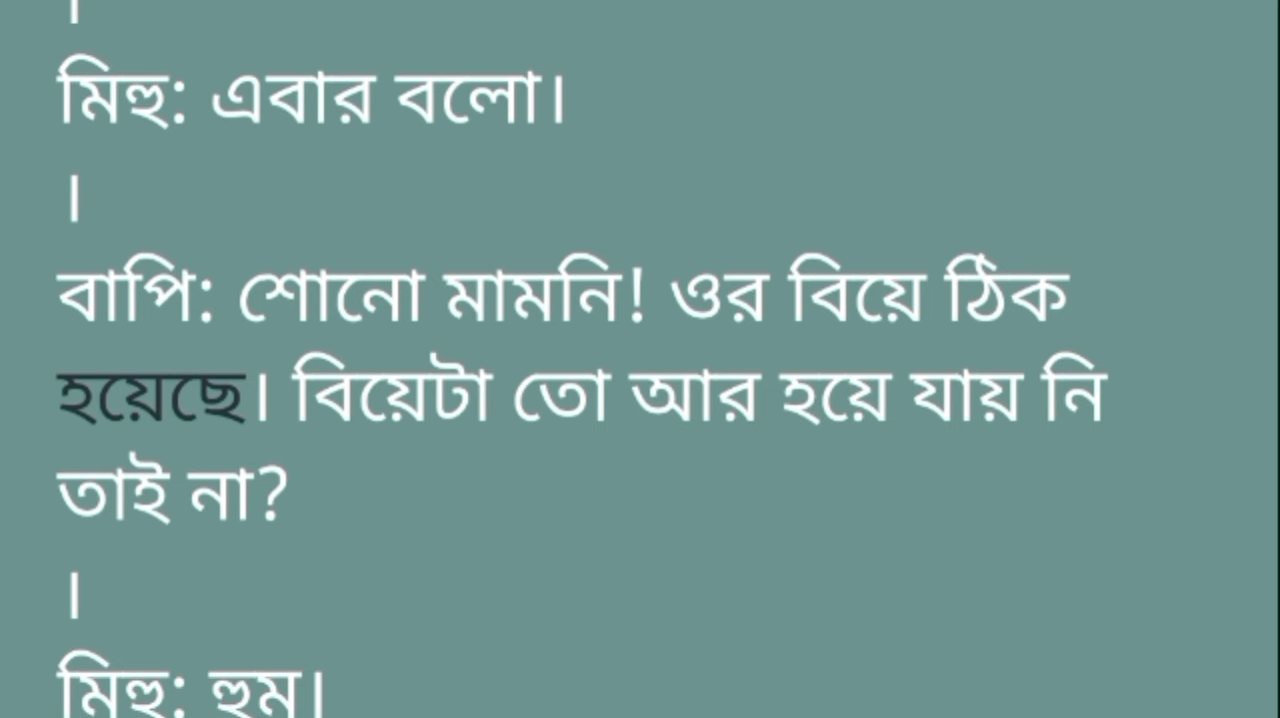 ।
মিহু: এবার বলো।
।
বাপি: শোনো মামনি! ওর বিয়ে ঠিক
হয়েছে। বিয়েটা তো আর হয়ে যায় নি
তাই না?
।
মিহু: হুম।